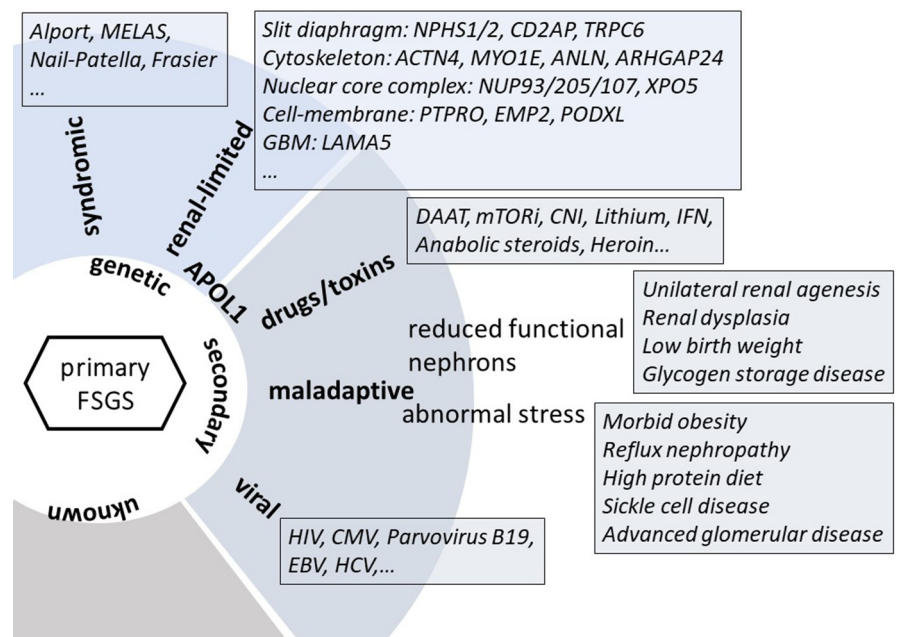 Alport, MELAS,
Nail-Patella, Frasier
...
Slit diaphragm: NPHS1/2, CD2AP, TRPC6
Cytoskeleton: ACTN4, MYO1E, ANLN, ARHGAP24
Nuclear core complex: NUP93/205/107, XPO5
Cell-membrane: PTPRO, EMP2, PODXL
GBM: LAMA5
...
syndromic
renal-limited
genetic
APOL1
DAAT, mTORi, CNI, Lithium, IFN,
Anabolic steroids, Heroin...
drugs/toxins
primary
FSGS
secondary
maladaptive
reduced functional
nephrons
Unilateral renal agenesis
Renal dysplasia
Low birth weight
Glycogen storage disease
abnormal stress
Morbid obesity
Reflux nephropathy
High protein diet
Sickle cell disease
Advanced glomerular disease
viral
HIV, CMV, Parvovirus B19,
EBV, HCV,...
uknown